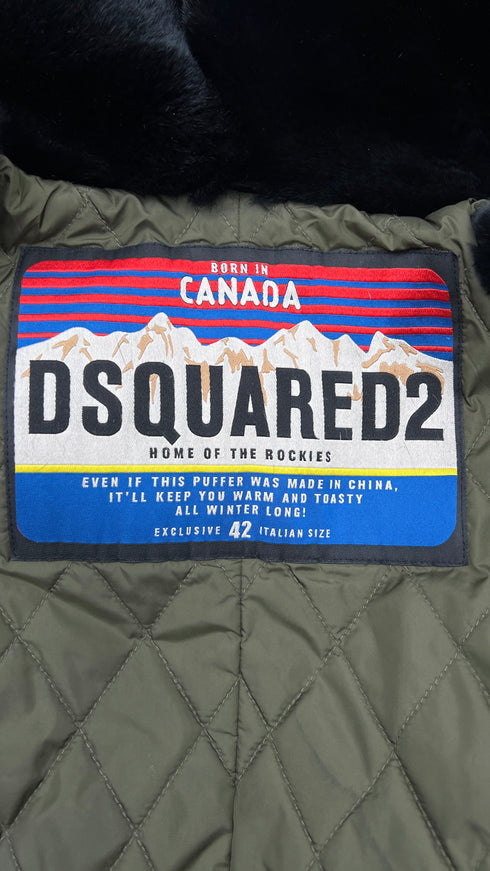 BORN IN
CANADA
DSQUARED2
HOME OF THE ROCKIES
EVEN IF THIS PUFFER WAS MADE IN CHINA,
IT'LL KEEP YOU WARM AND TOASTY
ALL WINTER LONG!
EXCLUSIVE 42 ITALIAN SIZE